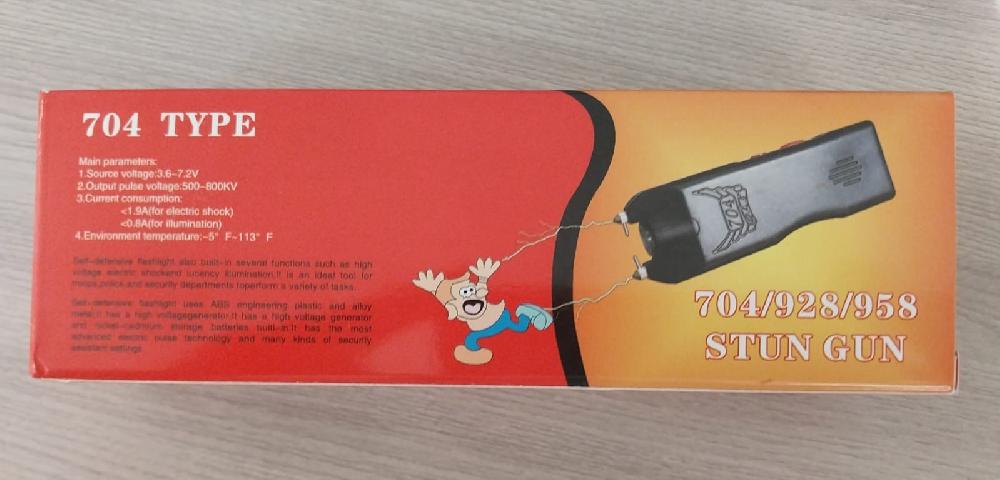 704 TYPE
Main parameters:
1.Source voltage:3.6-7.2V
2.Output pulse voltage:500-800KV
3.Current consumption:
<1.9A(for electric shock)
<0.8A(for illumination)
4.Environment temperature:-5° F~113° F
Self-defensive flashlight also built-in several functions such as high
voltage electric shockand lucency ilumination.It is an ideal tool for
troops,police,and security departments toperform a variety of tasks.
Self-defensive flashlight uses ABS engineering plastic and alloy
metal.It has a high voltagegenerator.It has a high voltage generator
and nickel-cadmium storage batteries built-in.It has the most
advanced electric pulse technology and many kinds of security
assistant settings.
704
704/928/958
STUN GUN